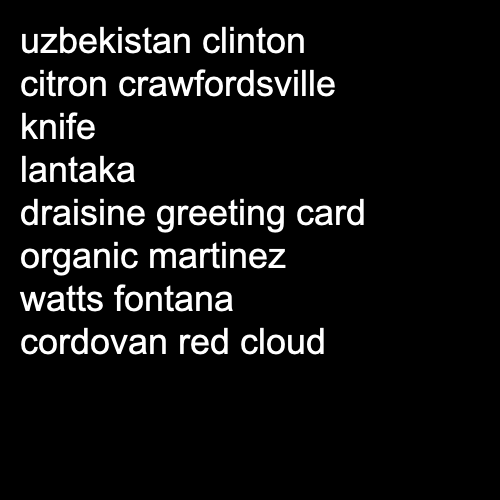 uzbekistan clinton
citron crawfordsville
knife
lantaka
draisine greeting card
organic martinez
watts fontana
cordovan red cloud